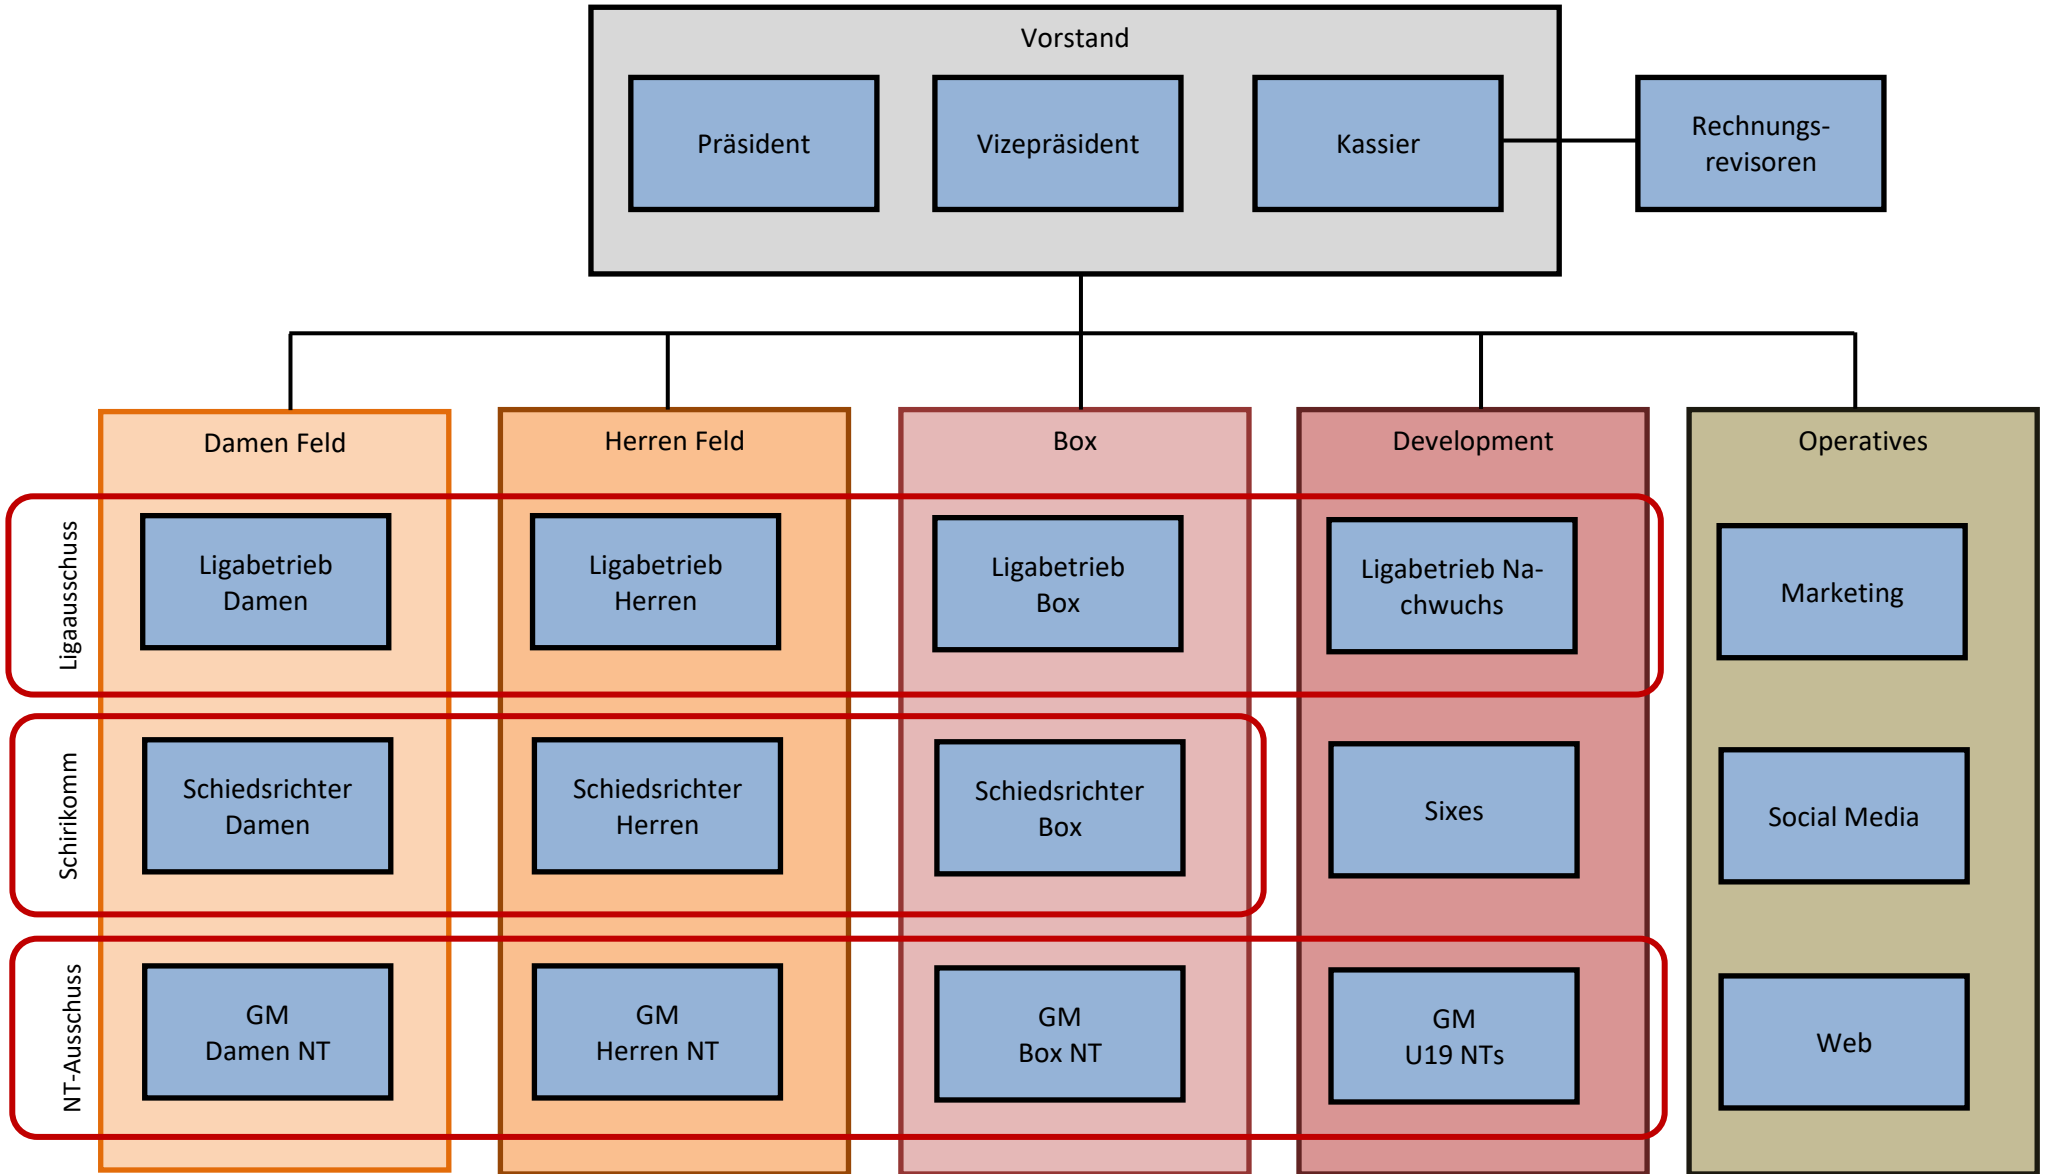 Vorstand
Präsident
Vizepräsident
Kassier
Rechnungs-
revisoren
Damen Feld
Herren Feld
Box
Development
Operatives
Ligaausschuss
Ligabetrieb
Damen
Ligabetrieb
Herren
Ligabetrieb
Box
Ligabetrieb Na-
chwuchs
Marketing
Schirikomm
Schiedsrichter
Damen
Schiedsrichter
Herren
Schiedsrichter
Box
Sixes
Social Media
NT-Ausschuss
GM
Damen NT
GM
Herren NT
GM
Box NT
GM
U19 NTs
Web